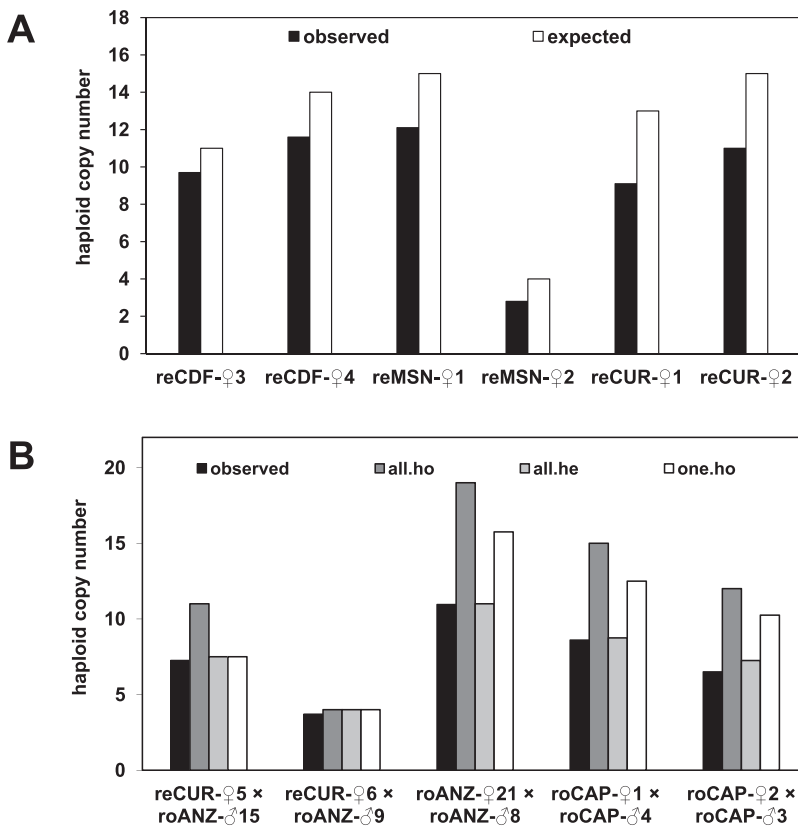 A
haploid copy number
18
16
14
12
10
8
6
4
2
0
observed expected
reCDF-♀3 reCDF-♀4 reMSN-♀1 reMSN-♀2 reCUR-♀1 reCUR-♀2
B
haploid copy number
20
15
10
5
0
observed all.ho all.he one.ho
reCUR-♀5 × reCUR-♀6 × roANZ-♀21 × roCAP-♀1 × roCAP-♀2 ×
roANZ-♂15 roANZ-♂9 roANZ-♂8 roCAP-♂4 roCAP-♂3